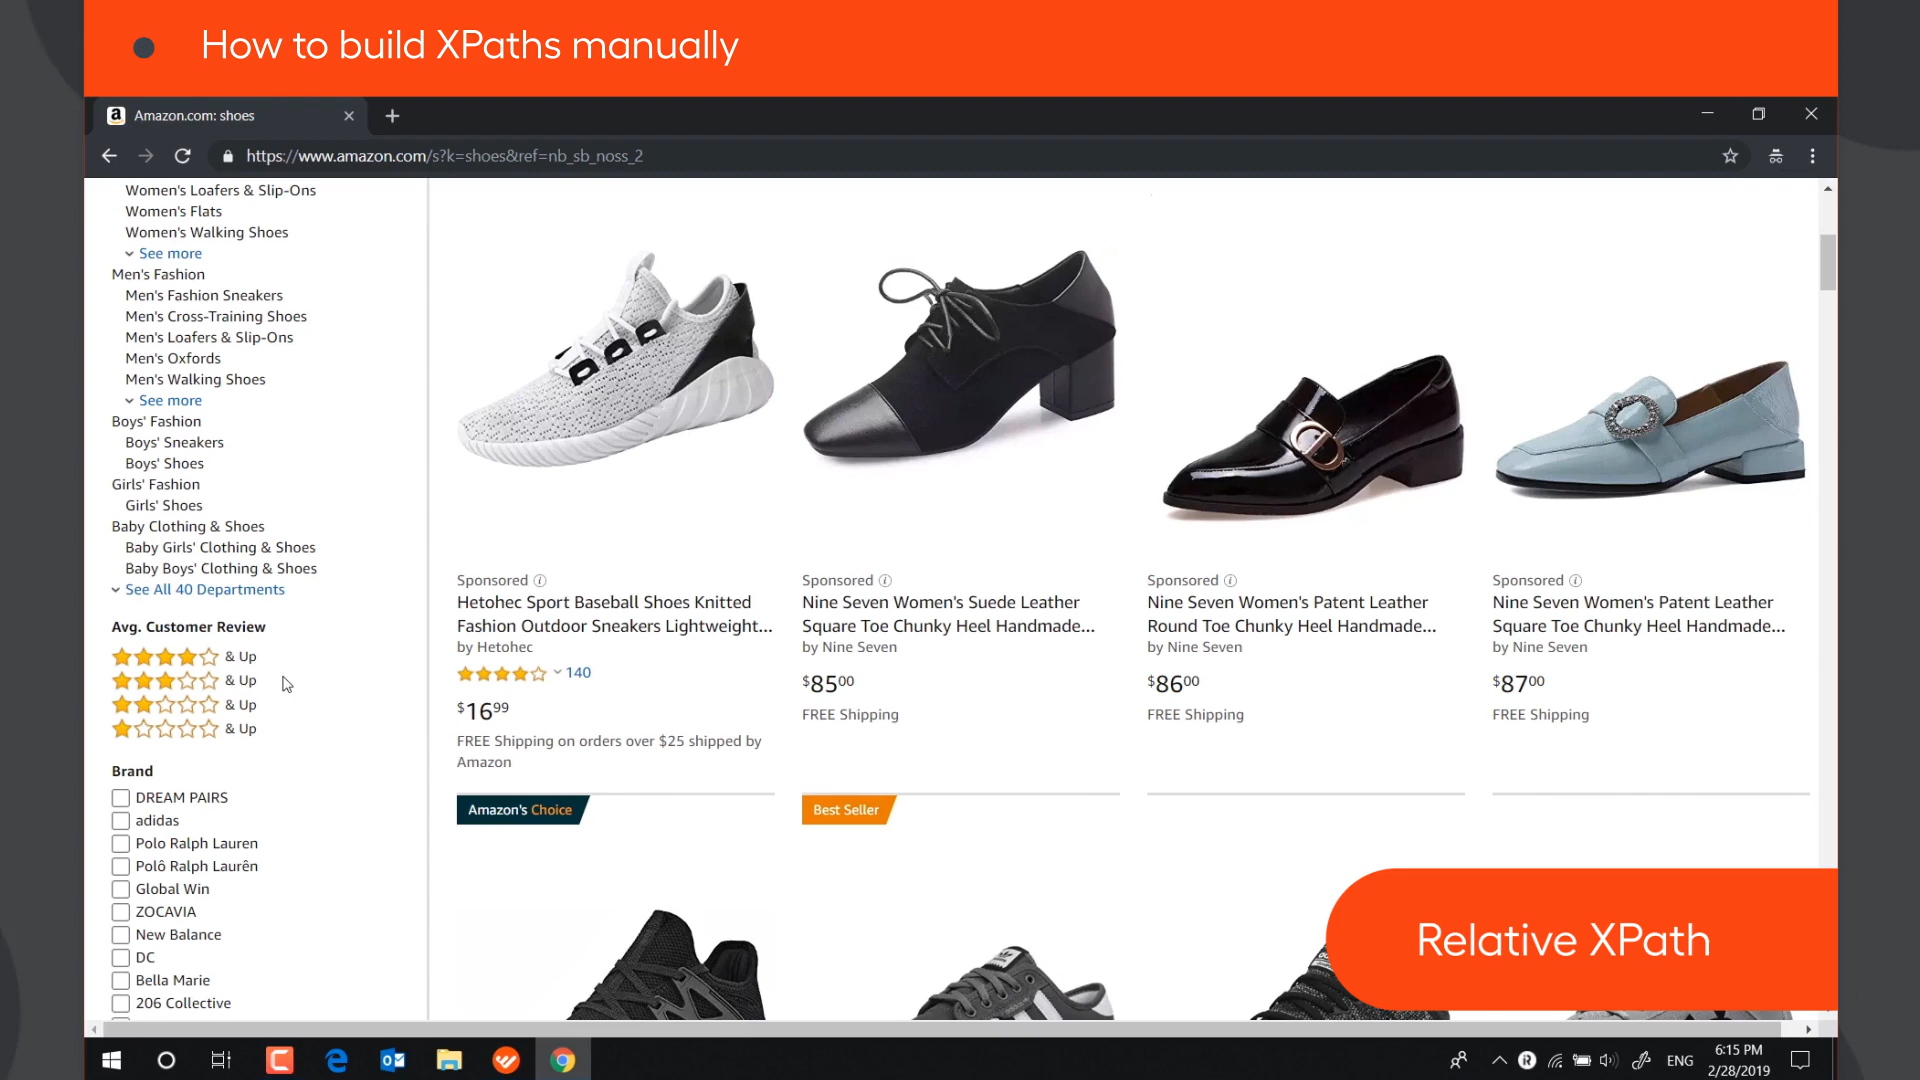 How to build XPaths manually
Amazon.com: shoes
https://www.amazon.com/s?k=shoes&ref=nb_sb_noss_2
Women's Loafers & Slip-Ons
Women's Flats
Women's Walking Shoes
See more
Men's Fashion
Men's Fashion Sneakers
Men's Cross-Training Shoes
Men's Loafers & Slip-Ons
Men's Oxfords
Men's Walking Shoes
See more
Boys' Fashion
Boys' Sneakers
Boys' Shoes
Girls' Fashion
Girls' Shoes
Baby Clothing & Shoes
Baby Girls' Clothing & Shoes
Baby Boys' Clothing & Shoes
See All 40 Departments
Avg. Customer Review
& Up
& Up
& Up
& Up
Brand
DREAM PAIRS
adidas
Polo Ralph Lauren
Polô Ralph Laurên
Global Win
ZOCAVIA
New Balance
DC
Bella Marie
206 Collective
Sponsored
Hetohec Sport Baseball Shoes Knitted
Fashion Outdoor Sneakers Lightweight...
by Hetohec
140
$16 99
FREE Shipping on orders over $25 shipped by
Amazon
Sponsored
Nine Seven Women's Suede Leather
Square Toe Chunky Heel Handmade...
by Nine Seven
$85 00
FREE Shipping
Sponsored
Nine Seven Women's Patent Leather
Round Toe Chunky Heel Handmade...
by Nine Seven
$86 00
FREE Shipping
Sponsored
Nine Seven Women's Patent Leather
Square Toe Chunky Heel Handmade...
by Nine Seven
$87 00
FREE Shipping
Amazon's Choice
Best Seller
Relative XPath
ENG
6:15 PM
2/28/2019